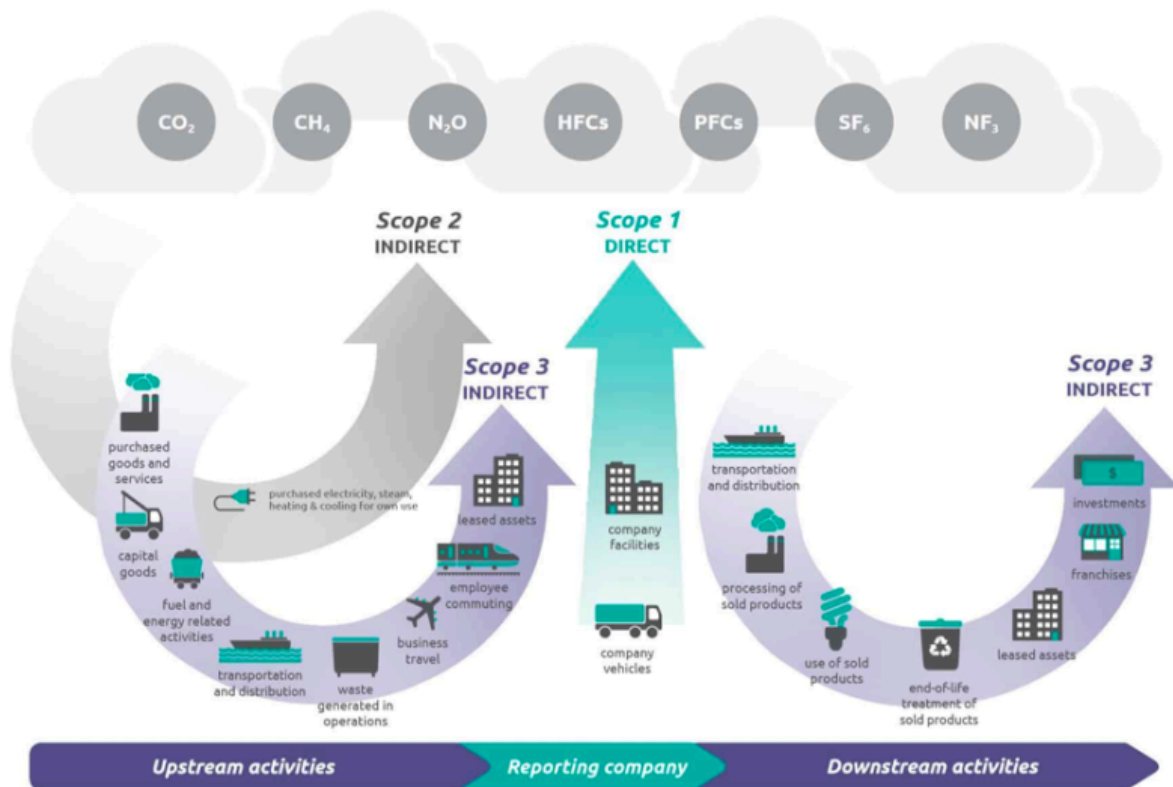 CO₂
CH₄
N₂O
HFCs
PFCs
SF₆
NF₃
Scope 2
INDIRECT
Scope 1
DIRECT
Scope 3
INDIRECT
Scope 3
INDIRECT
purchased
goods and
services
capital
goods
fuel and
energy related
activities
purchased electricity, steam,
heating & cooling for own use
transportation
and distribution
waste
generated in
operations
business
travel
employee
commuting
leased assets
company
facilities
company
vehicles
transportation
and distribution
processing of
sold products
use of sold
products
end-of-life
treatment of
sold products
leased assets
franchises
$
investments
Upstream activities
Reporting company
Downstream activities